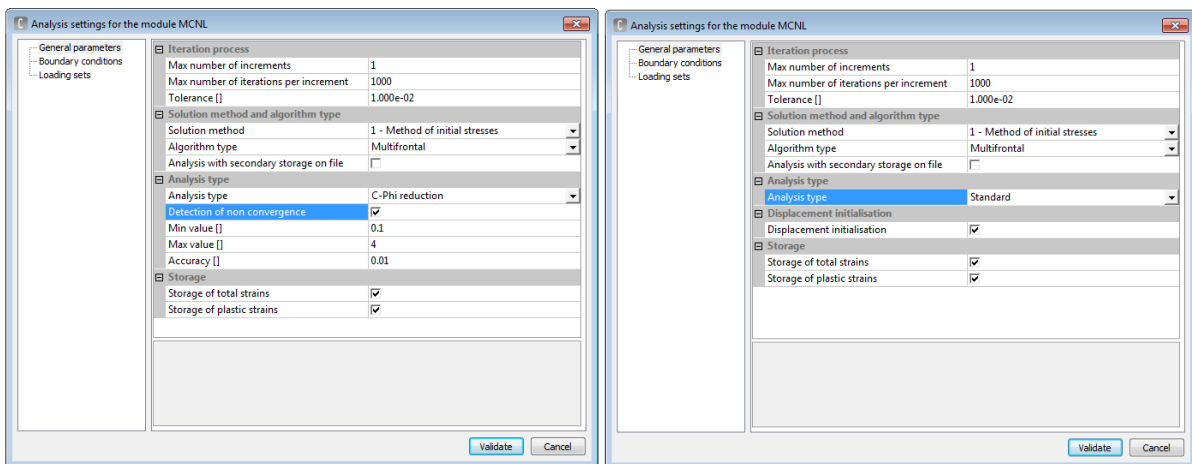 Analysis settings for the module MCNL
General parameters
Boundary conditions
Loading sets
Iteration process
Max number of increments 1
Max number of iterations per increment 1000
Tolerance [] 1.000e-02
Solution method and algorithm type
Solution method 1 - Method of initial stresses
Algorithm type Multifrontal
Analysis with secondary storage on file
Analysis type
Analysis type C-Phi reduction
Detection of non convergence
Min value [] 0.1
Max value [] 4
Accuracy [] 0.01
Storage
Storage of total strains
Storage of plastic strains
Validate Cancel
Analysis settings for the module MCNL
General parameters
Boundary conditions
Loading sets
Iteration process
Max number of increments 1
Max number of iterations per increment 1000
Tolerance [] 1.000e-02
Solution method and algorithm type
Solution method 1 - Method of initial stresses
Algorithm type Multifrontal
Analysis with secondary storage on file
Analysis type
Analysis type Standard
Displacement initialisation
Displacement initialisation
Storage
Storage of total strains
Storage of plastic strains
Validate Cancel